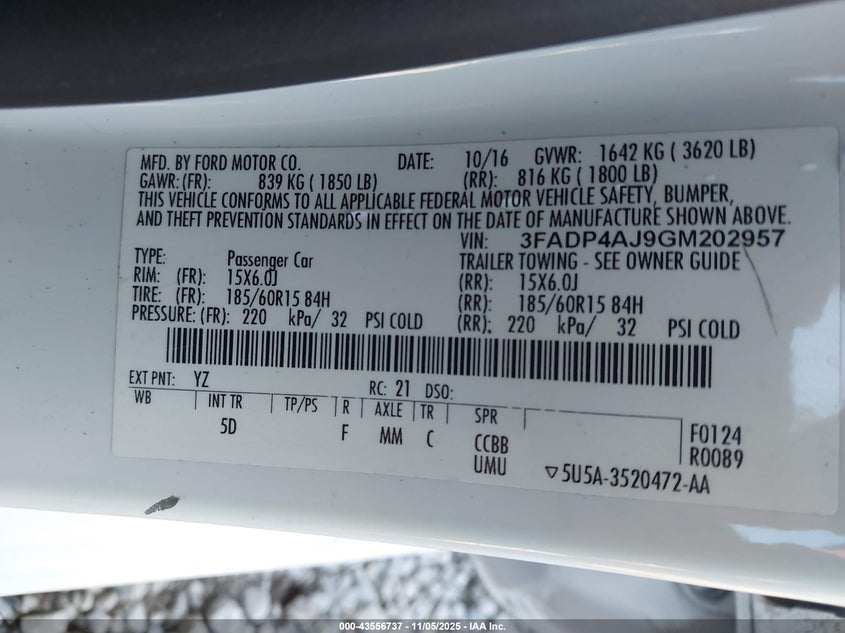 MFD. BY FORD MOTOR CO. DATE: 10/16 GVWR: 1642 KG ( 3620 LB)
GAWR:(FR): 839 KG ( 1850 LB) (RR): 816 KG ( 1800 LB)
THIS VEHICLE CONFORMS TO ALL APPLICABLE FEDERAL MOTOR VEHICLE SAFETY, BUMPER,
AND THEFT PREVENTION STANDARDS IN EFFECT ON THE DATE OF MANUFACTURE SHOWN ABOVE.
VIN: 3FADP4AJ9GM202957
TYPE: Passenger Car TRAILER TOWING - SEE OWNER GUIDE
RIM: (FR): 15X6.0J (RR): 15X6.0J
TIRE: (FR): 185/60R15 84H (RR): 185/60R15 84H
PRESSURE: (FR): 220 kPa/ 32 PSI COLD (RR): 220 kPa/ 32 PSI COLD
EXT PNT: YZ RC: 21 DSO:
WB INT TR TP/PS R AXLE TR SPR
5D F MM C CCBB
UMU
F0124
R0089
▽5U5A-3520472-AA
000-43556737 - 11/05/2025 - IAA Inc.